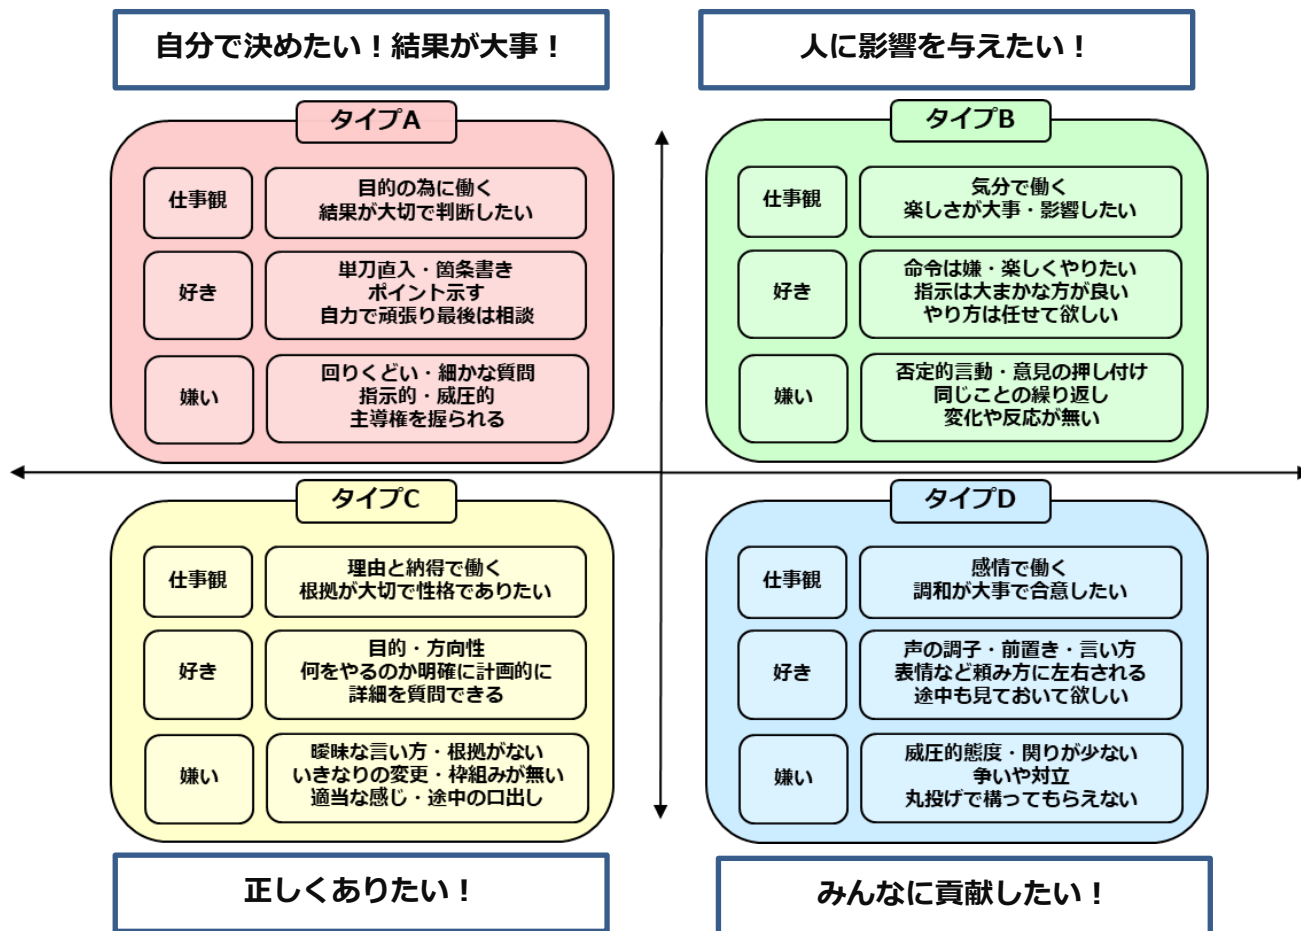 自分で決めたい！結果が大事！
人に影響を与えたい！
タイプA
仕事観
目的の為に働く
結果が大切で判断したい
好き
単刀直入・箇条書き
ポイント示す
自力で頑張り最後は相談
嫌い
回りくどい・細かな質問
指示的・威圧的
主導権を握られる
タイプB
仕事観
気分で働く
楽しさが大事・影響したい
好き
命令は嫌・楽しくやりたい
指示は大まかな方が良い
やり方は任せて欲しい
嫌い
否定的言動・意見の押し付け
同じことの繰り返し
変化や反応が無い
タイプC
仕事観
理由と納得で働く
根拠が大切で性格でありたい
好き
目的・方向性
何をやるのか明確に計画的に
詳細を質問できる
嫌い
曖昧な言い方・根拠がない
いきなりの変更・枠組みが無い
適当な感じ・途中の口出し
タイプD
仕事観
感情で働く
調和が大事で合意したい
好き
声の調子・前置き・言い方
表情など頼み方に左右される
途中も見ておいて欲しい
嫌い
威圧的態度・関りが少ない
争いや対立
丸投げで構ってもらえない
正しくありたい！
みんなに貢献したい！